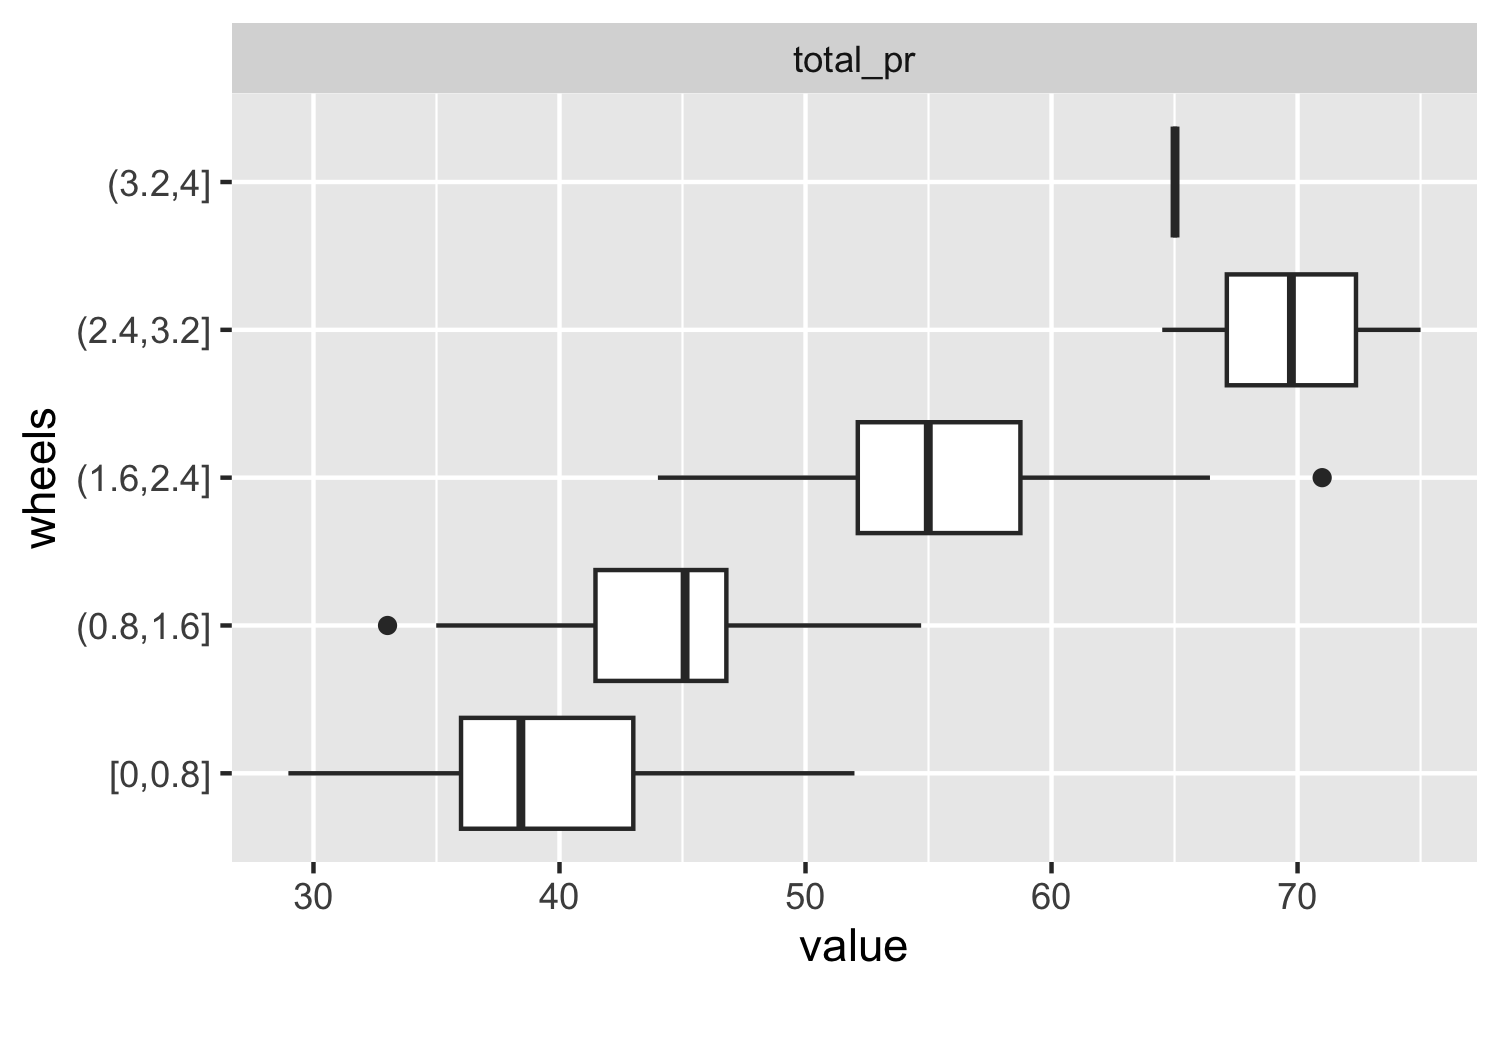 total_pr
wheels
(3.2,4]
(2.4,3.2]
(1.6,2.4]
(0.8,1.6]
[0,0.8]
30 40 50 60 70
value